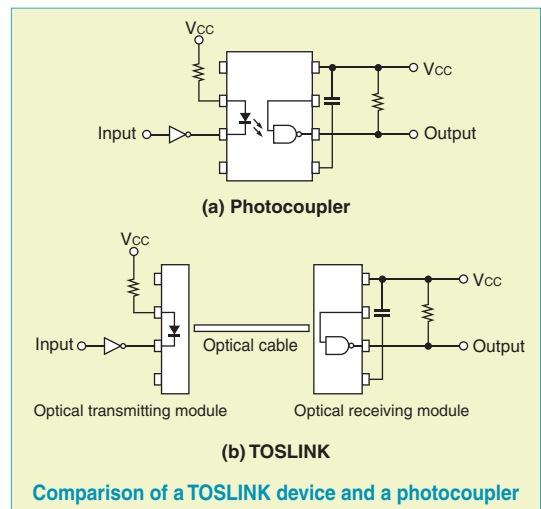 VCC
VCC
Input
Output
(a) Photocoupler
VCC
VCC
Input
Optical cable
Output
Optical transmitting module
Optical receiving module
(b) TOSLINK
Comparison of a TOSLINK device and a photocoupler